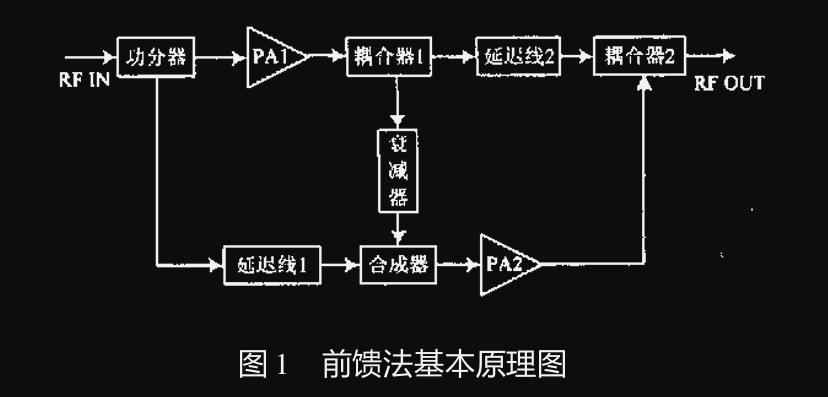 功分器
PA1
耦合器1
延迟线2
耦合器2
RF IN
RF OUT
衰
减
器
延迟线1
合成器
PA2
图 1 前馈法基本原理图